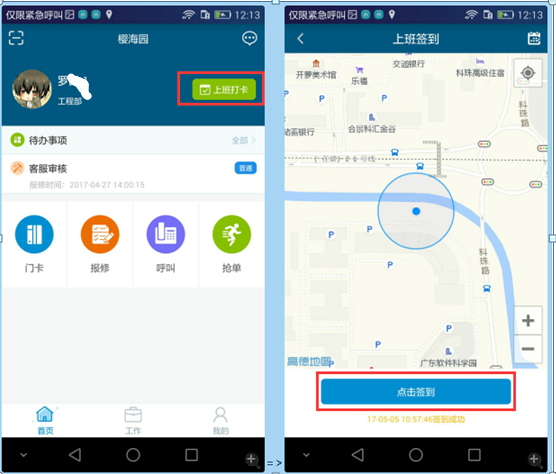 仅限紧急呼叫
12:13
樱海园
罗
工程部
上班打卡
待办事项
全部
客服审核
普通
报修时间：2017-04-27 14:00:15
门卡
报修
呼叫
抢单
首页
工作
我的
=>
仅限紧急呼叫
12:13
上班签到
交通银行
开萝美术馆
乐福
科珠高级住宅
科珠路
合景科汇金谷
号线
科珠路
高德地图
广东软件科学园
点击签到
17-05-05 10:57:46签到成功